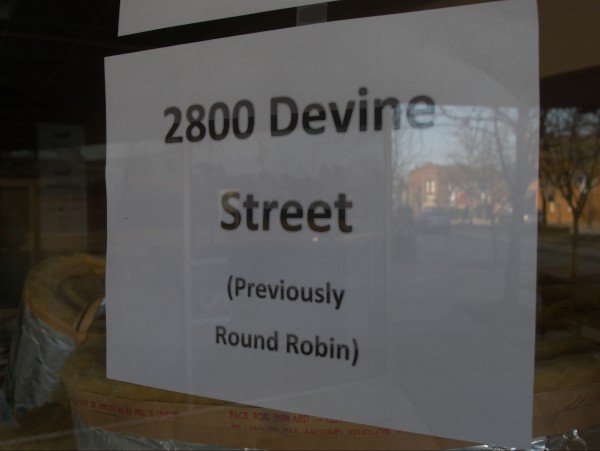 2800 Devine
Street
(Previously
Round Robin)